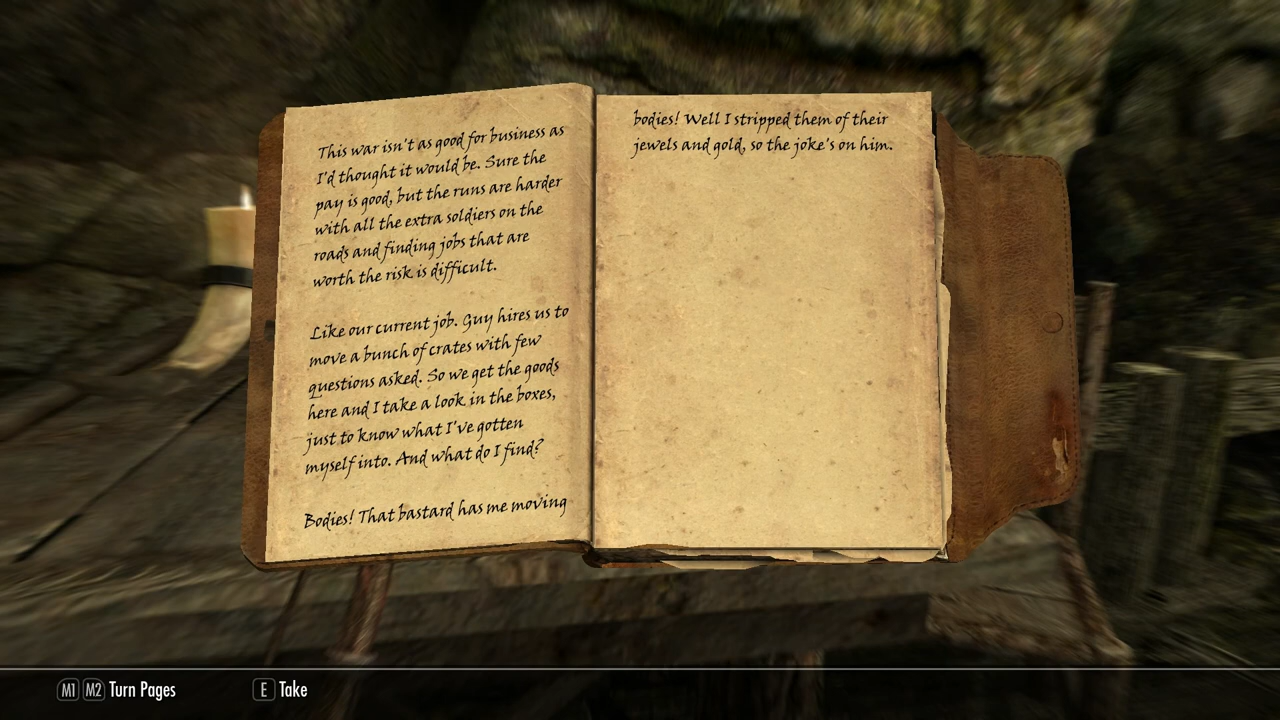 This war isn't as good for business as
I'd thought it would be. Sure the
pay is good, but the runs are harder
with all the extra soldiers on the
roads and finding jobs that are
worth the risk is difficult.
Like our current job. Guy hires us to
move a bunch of crates with few
questions asked. So we get the goods
here and I take a look in the boxes,
just to know what I've gotten
myself into. And what do I find?
Bodies! That bastard has me moving
bodies! Well I stripped them of their
jewels and gold, so the joke's on him.
M1 M2 Turn Pages
E Take